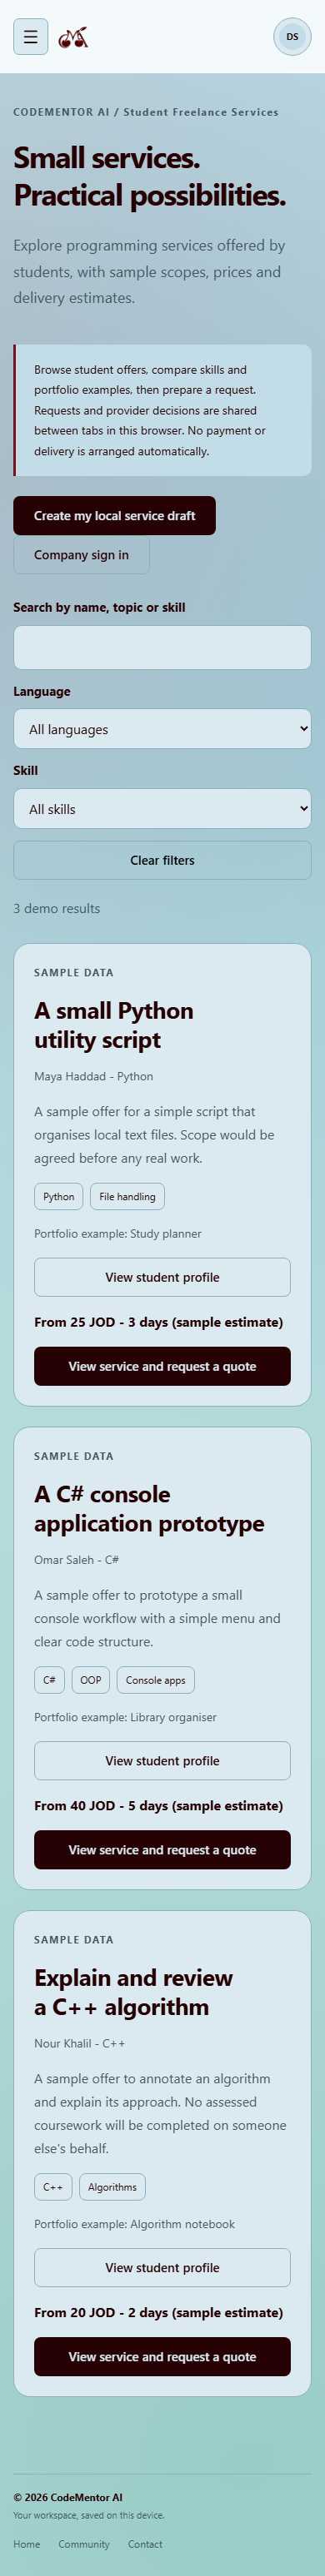 DS
CODEMENTOR AI / Student Freelance Services
Small services.
Practical possibilities.
Explore programming services offered by
students, with sample scopes, prices and
delivery estimates.
Browse student offers, compare skills and
portfolio examples, then prepare a request.
Requests and provider decisions are shared
between tabs in this browser. No payment or
delivery is arranged automatically.
Create my local service draft
Company sign in
Search by name, topic or skill
Language
All languages
Skill
All skills
Clear filters
3 demo results
SAMPLE DATA
A small Python
utility script
Maya Haddad - Python
A sample offer for a simple script that
organises local text files. Scope would be
agreed before any real work.
Python File handling
Portfolio example: Study planner
View student profile
From 25 JOD - 3 days (sample estimate)
View service and request a quote
SAMPLE DATA
A C# console
application prototype
Omar Saleh - C#
A sample offer to prototype a small
console workflow with a simple menu and
clear code structure.
C# OOP Console apps
Portfolio example: Library organiser
View student profile
From 40 JOD - 5 days (sample estimate)
View service and request a quote
SAMPLE DATA
Explain and review
a C++ algorithm
Nour Khalil - C++
A sample offer to annotate an algorithm
and explain its approach. No assessed
coursework will be completed on someone
else's behalf.
C++ Algorithms
Portfolio example: Algorithm notebook
View student profile
From 20 JOD - 2 days (sample estimate)
View service and request a quote
© 2026 CodeMentor AI
Your workspace, saved on this device.
Home Community Contact